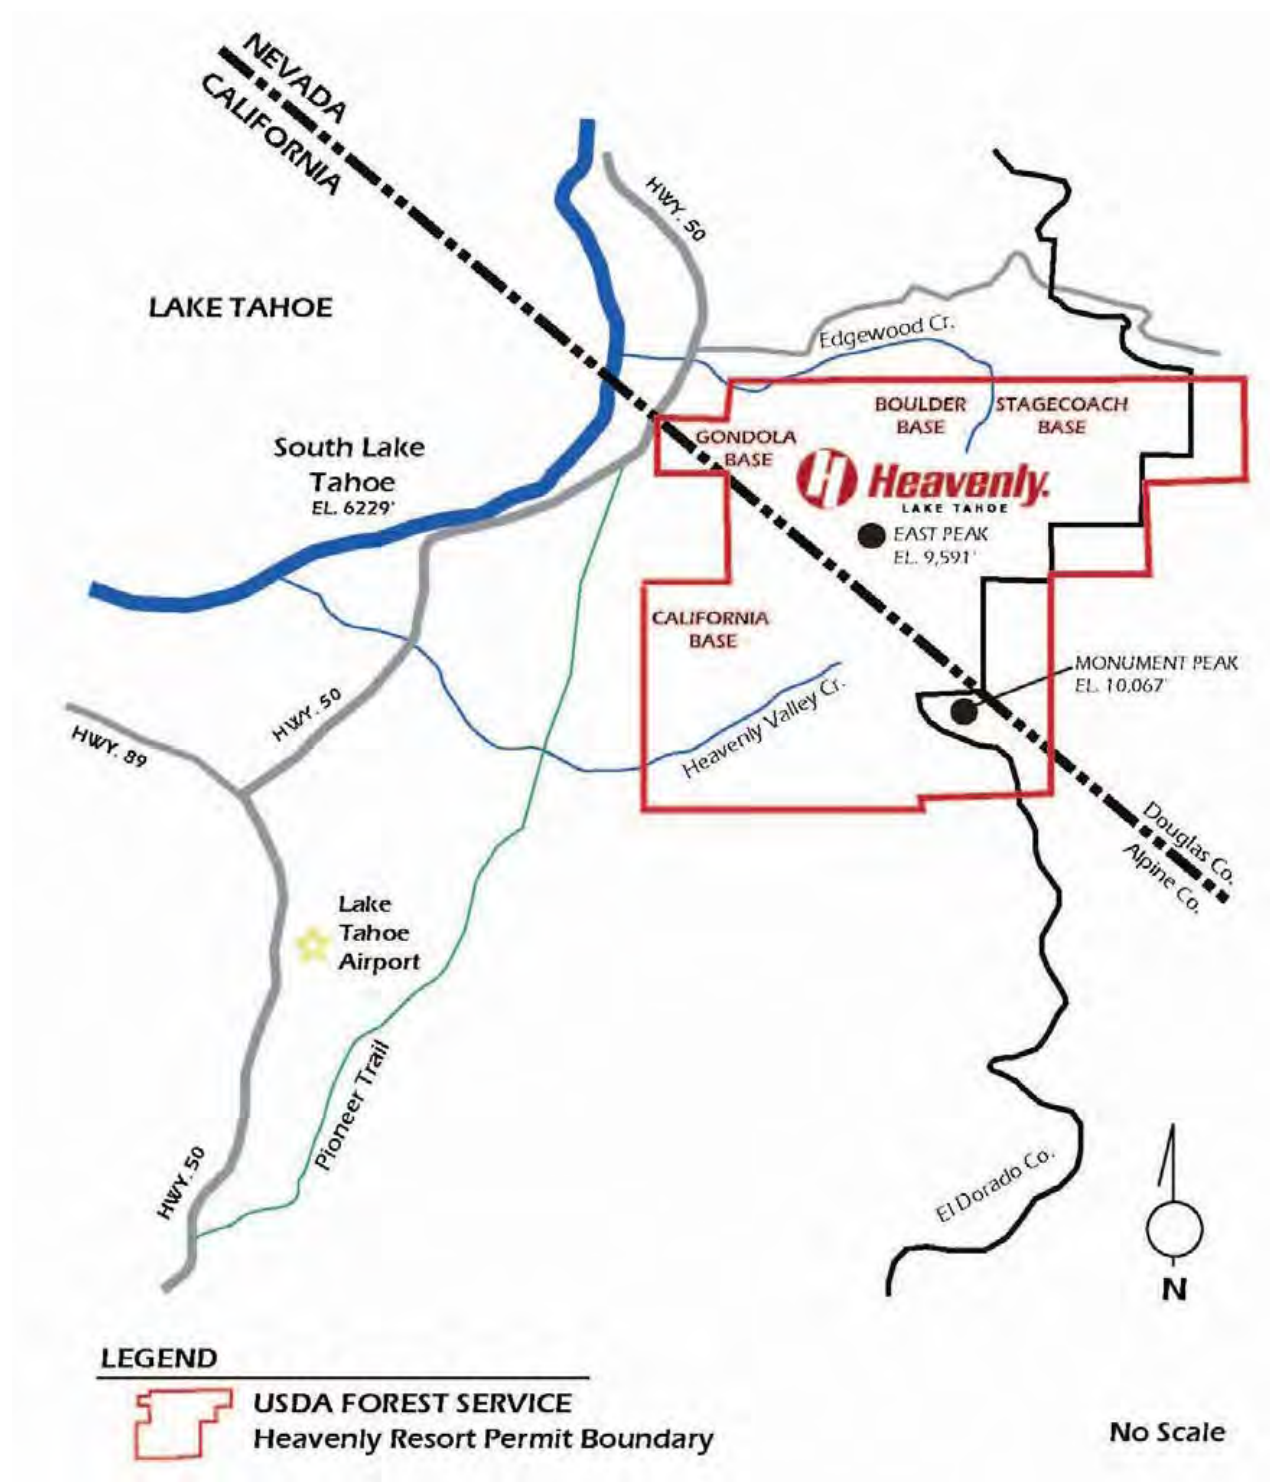 NEVADA
CALIFORNIA
HWY. 50
LAKE TAHOE
Edgewood Cr.
BOULDER
BASE
STAGECOACH
BASE
GONDOLA
BASE
South Lake
Tahoe
EL. 6229'
Heavenly.
LAKE TAHOE
EAST PEAK
EL. 9,591'
CALIFORNIA
BASE
MONUMENT PEAK
EL. 10,067'
HWY. 50
HWY. 89
Heavenly Valley Cr.
Douglas Co.
Alpine Co.
Lake
Tahoe
Airport
Pioneer Trail
HWY. 50
El Dorado Co.
N
LEGEND
USDA FOREST SERVICE
Heavenly Resort Permit Boundary
No Scale